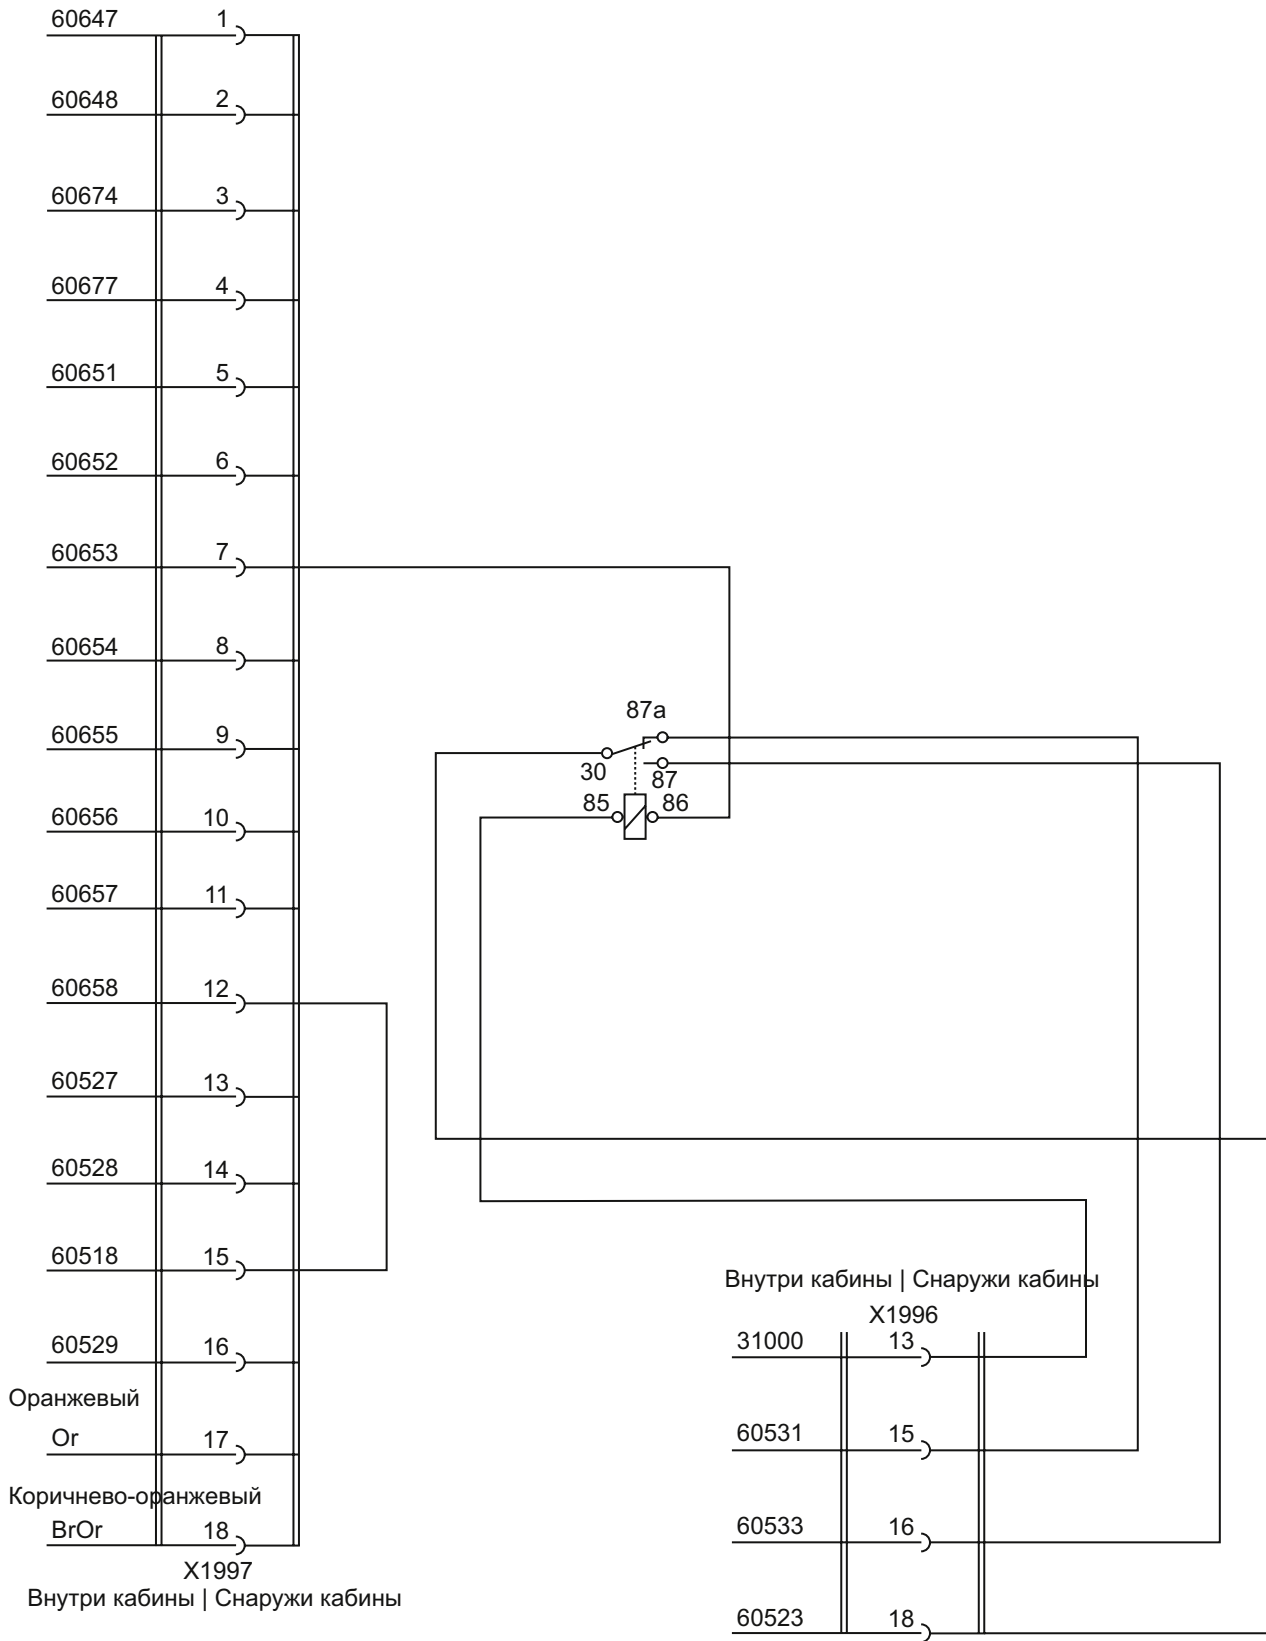 60647 1
60648 2
60674 3
60677 4
60651 5
60652 6
60653 7
60654 8
87a
60655 9
30
87
85 86
60656 10
60657 11
60658 12
60527 13
60528 14
60518 15
60529 16
Оранжевый
Or 17
Коричнево-оранжевый
BrOr 18
X1997
Внутри кабины | Снаружи кабины
Внутри кабины | Снаружи кабины
X1996
31000 13
60531 15
60533 16
60523 18